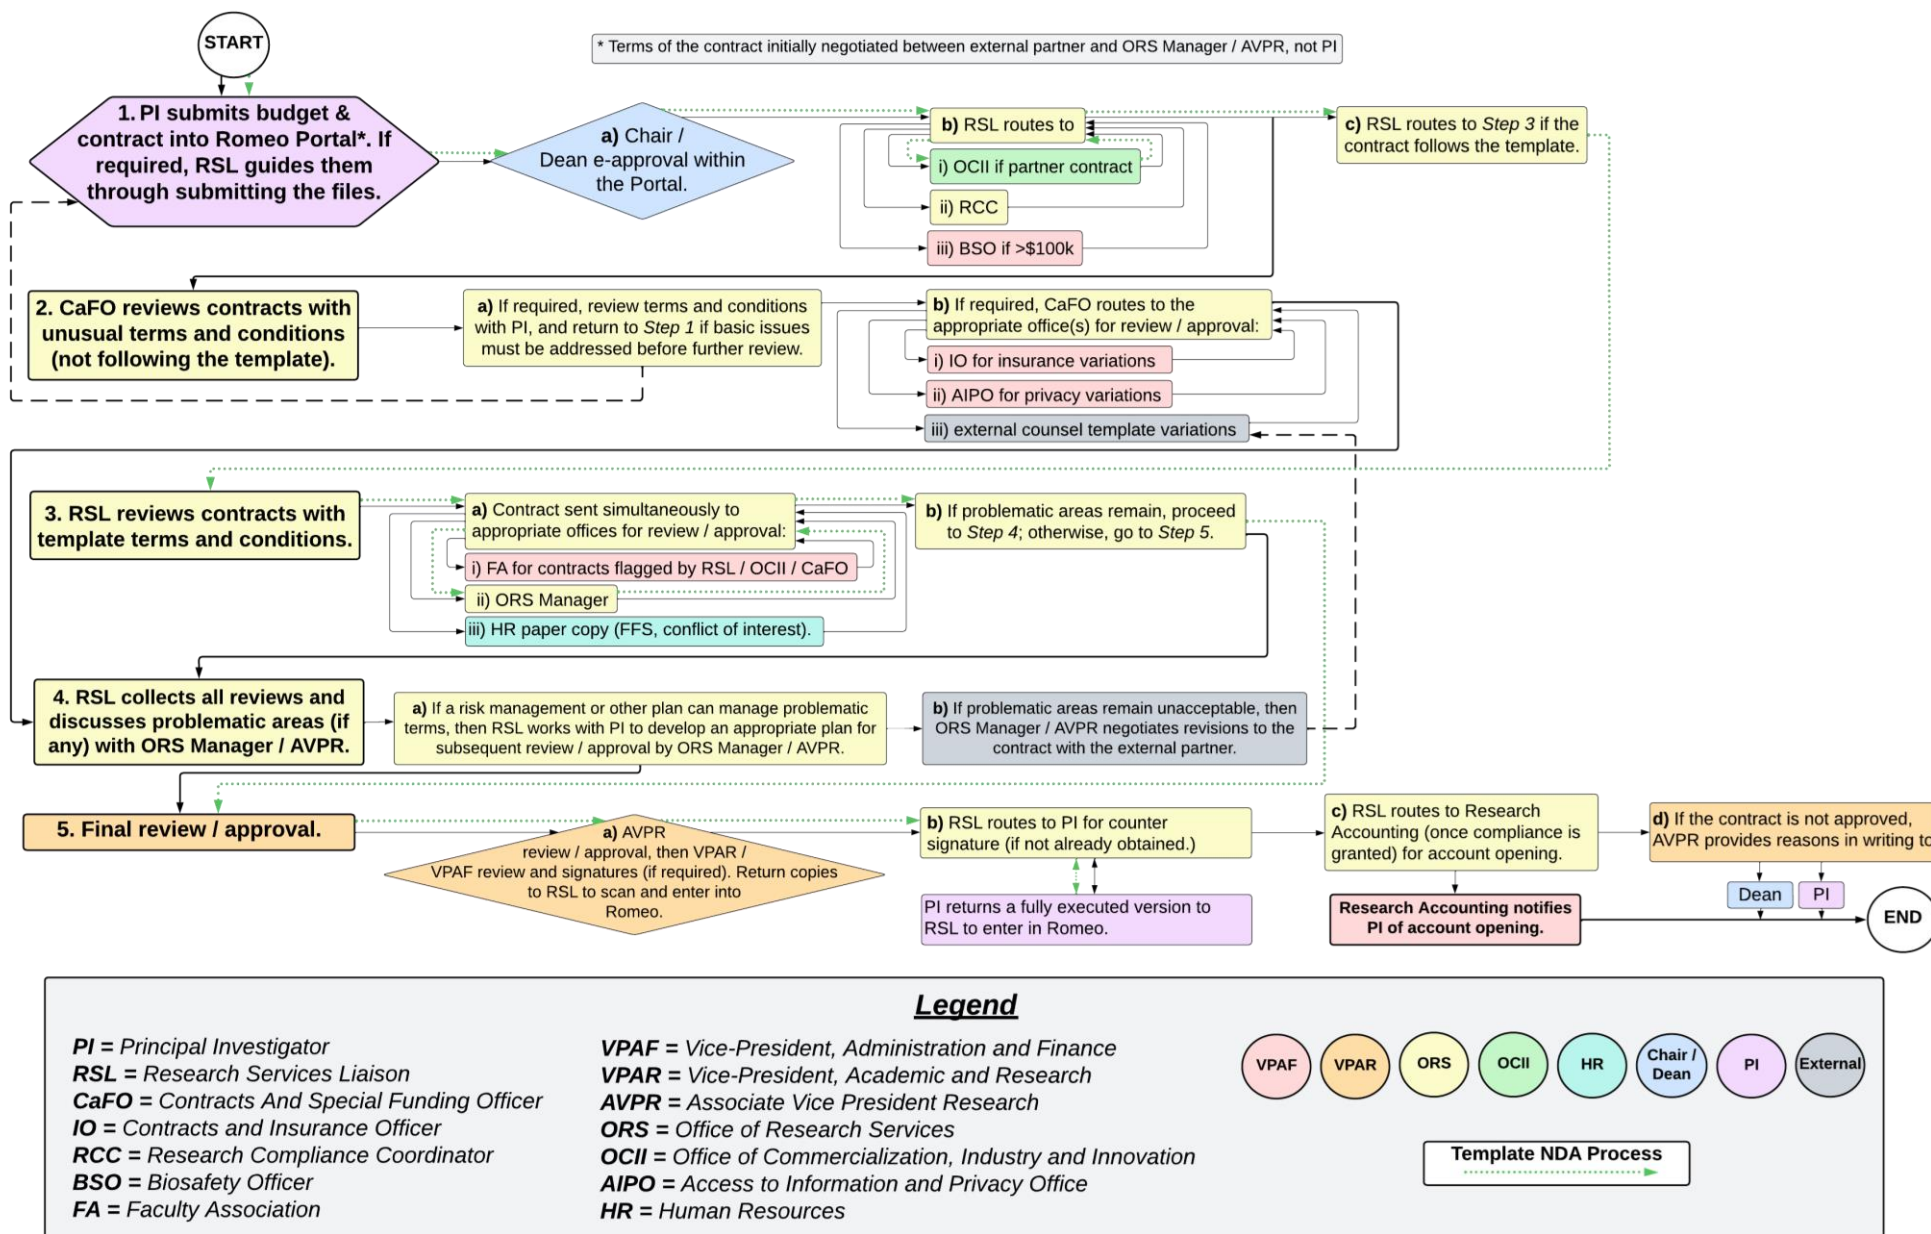 START
* Terms of the contract initially negotiated between external partner and ORS Manager / AVPR, not PI
1. PI submits budget &
contract into Romeo Portal*. If
required, RSL guides them
through submitting the files.
a) Chair /
Dean e-approval within
the Portal.
b) RSL routes to
i) OCII if partner contract
ii) RCC
iii) BSO if >$100k
c) RSL routes to Step 3 if the
contract follows the template.
2. CaFO reviews contracts with
unusual terms and conditions
(not following the template).
a) If required, review terms and conditions
with PI, and return to Step 1 if basic issues
must be addressed before further review.
b) If required, CaFO routes to the
appropriate office(s) for review / approval:
i) IO for insurance variations
ii) AIPO for privacy variations
iii) external counsel template variations
3. RSL reviews contracts with
template terms and conditions.
a) Contract sent simultaneously to
appropriate offices for review / approval:
i) FA for contracts flagged by RSL / OCII / CaFO
ii) ORS Manager
iii) HR paper copy (FFS, conflict of interest).
b) If problematic areas remain, proceed
to Step 4; otherwise, go to Step 5.
4. RSL collects all reviews and
discusses problematic areas (if
any) with ORS Manager / AVPR.
a) If a risk management or other plan can manage problematic
terms, then RSL works with PI to develop an appropriate plan for
subsequent review / approval by ORS Manager / AVPR.
b) If problematic areas remain unacceptable, then
ORS Manager / AVPR negotiates revisions to the
contract with the external partner.
5. Final review / approval.
a) AVPR
review / approval, then VPAR /
VPAF review and signatures (if required). Return copies
to RSL to scan and enter into
Romeo.
b) RSL routes to PI for counter
signature (if not already obtained.)
PI returns a fully executed version to
RSL to enter in Romeo.
c) RSL routes to Research
Accounting (once compliance is
granted) for account opening.
Research Accounting notifies
PI of account opening.
d) If the contract is not approved,
AVPR provides reasons in writing to
Dean
PI
END
Legend
PI = Principal Investigator
RSL = Research Services Liaison
CaFO = Contracts And Special Funding Officer
IO = Contracts and Insurance Officer
RCC = Research Compliance Coordinator
BSO = Biosafety Officer
FA = Faculty Association
VPAF = Vice-President, Administration and Finance
VPAR = Vice-President, Academic and Research
AVPR = Associate Vice President Research
ORS = Office of Research Services
OCII = Office of Commercialization, Industry and Innovation
AIPO = Access to Information and Privacy Office
HR = Human Resources
VPAF
VPAR
ORS
OCII
HR
Chair /
Dean
PI
External
Template NDA Process